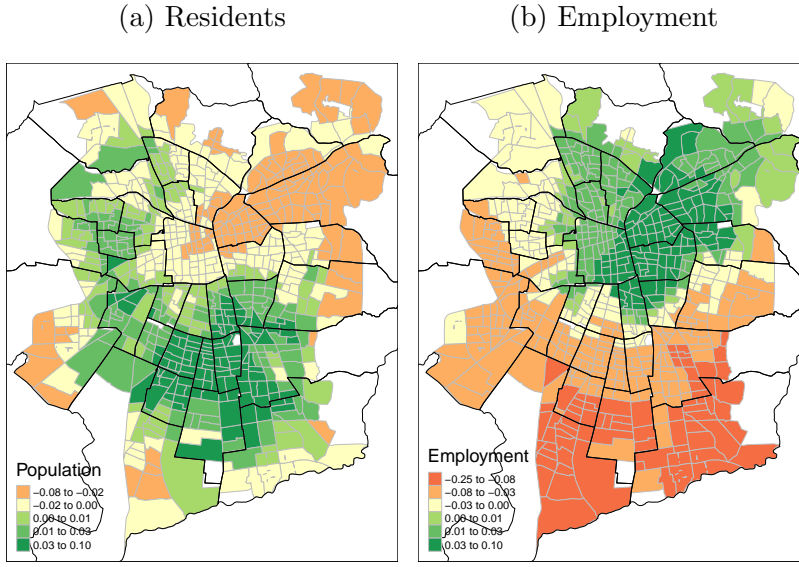 (a) Residents
(b) Employment
Population
−0.08 to −0.02
−0.02 to 0.00
0.00 to 0.01
0.01 to 0.03
0.03 to 0.10
Employment
−0.25 to −0.08
−0.08 to −0.03
−0.03 to 0.00
0.00 to 0.01
0.01 to 0.03
0.03 to 0.10